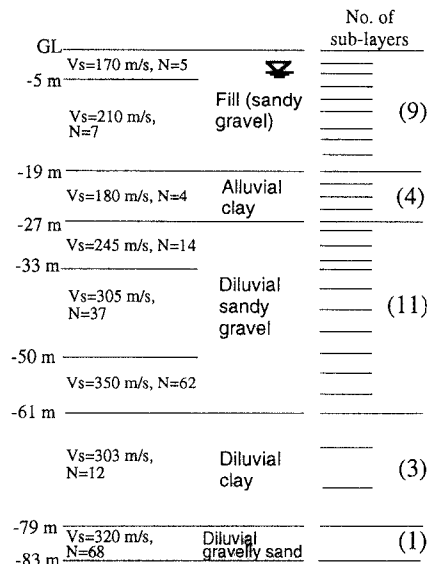 No. of
sub-layers
GL
Vs=170 m/s, N=5
-5 m
Vs=210 m/s,
N=7
Fill (sandy
gravel)
(9)
-19 m
Vs=180 m/s, N=4
Alluvial
clay
(4)
-27 m
Vs=245 m/s, N=14
-33 m
Vs=305 m/s,
N=37
Diluvial
sandy
gravel
(11)
-50 m
Vs=350 m/s, N=62
-61 m
Vs=303 m/s,
N=12
Diluvial
clay
(3)
-79 m
Vs=320 m/s,
N=68
Diluvial
gravelly sand
(1)
-83 m